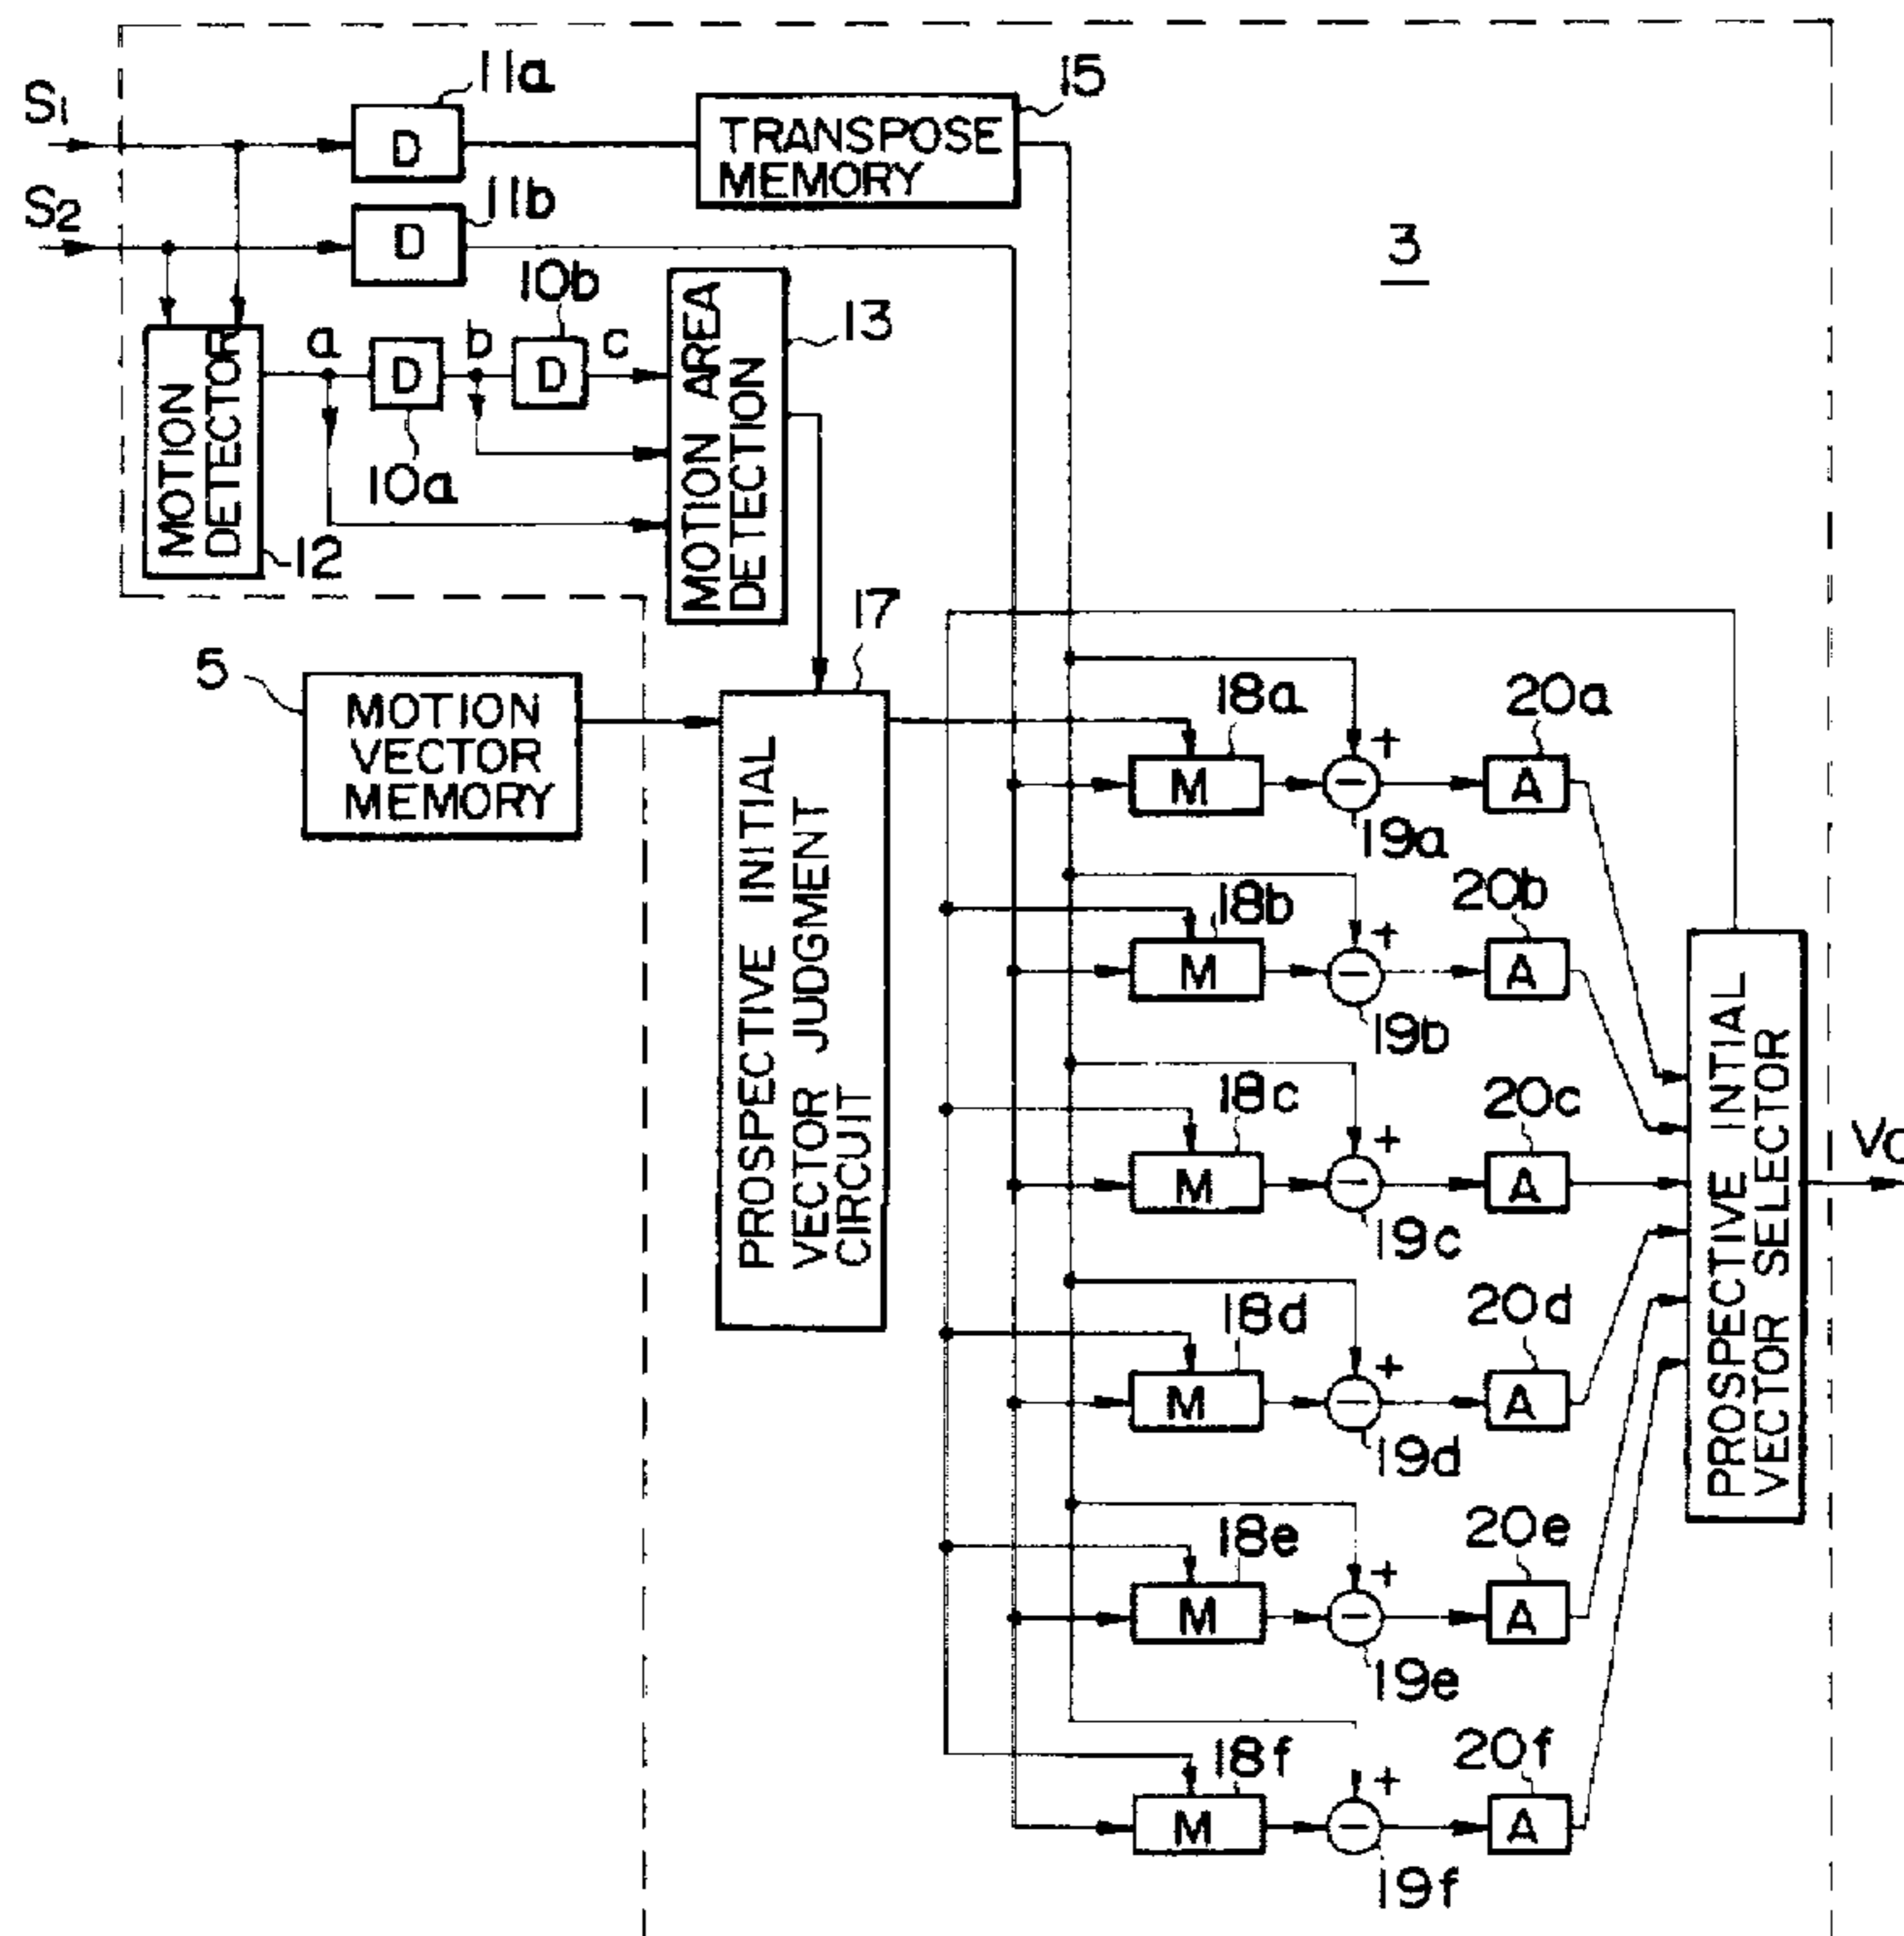 S1
11a
D
TRANSPOSE
MEMORY
15
S2
11b
D
3
10b
MOTION
DETECTOR
12
a
D
b
D
c
10a
MOTION AREA
DETECTION
13
17
5
MOTION
VECTOR
MEMORY
PROSPECTIVE INITIAL
VECTOR JUDGMENT
CIRCUIT
18a
M
+
−
19a
20a
A
18b
M
+
−
19b
20b
A
18c
M
+
−
19c
20c
A
18d
M
+
−
19d
20d
A
18e
M
+
−
19e
20e
A
18f
M
+
−
19f
20f
A
PROSPECTIVE INTIAL
VECTOR SELECTOR